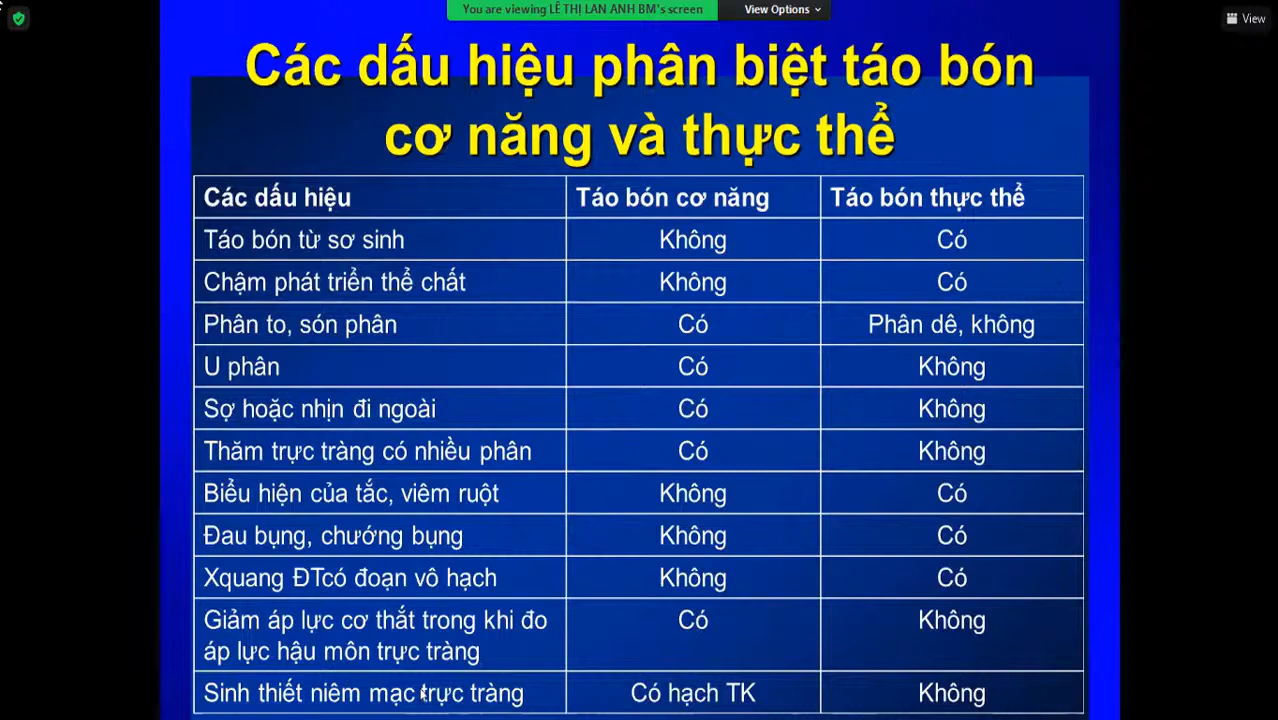 You are viewing LÊ THỊ LAN ANH BM's screen View Options
View
Các dấu hiệu phân biệt táo bón
cơ năng và thực thể
Các dấu hiệu Táo bón cơ năng Táo bón thực thể
Táo bón từ sơ sinh Không Có
Chậm phát triển thể chất Không Có
Phân to, són phân Có Phân dê, không
U phân Có Không
Sợ hoặc nhịn đi ngoài Có Không
Thăm trực tràng có nhiều phân Có Không
Biểu hiện của tắc, viêm ruột Không Có
Đau bụng, chướng bụng Không Có
Xquang ĐTcó đoạn vô hạch Không Có
Giảm áp lực cơ thắt trong khi đo Có Không
áp lực hậu môn trực tràng
Sinh thiết niêm mạc trực tràng Có hạch TK Không